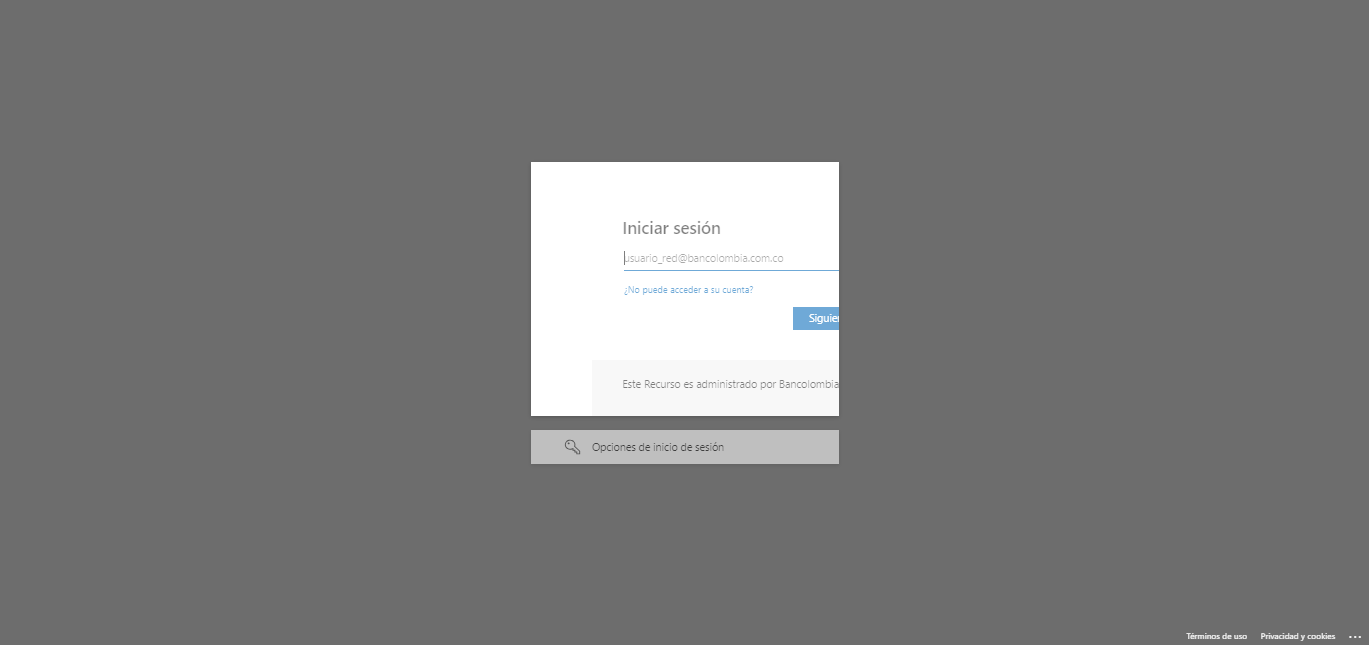 Iniciar sesión
usuario_red@bancolombia.com.co
¿No puede acceder a su cuenta?
Siguien
Este Recurso es administrado por Bancolombia
Opciones de inicio de sesión
Términos de uso Privacidad y cookies ...